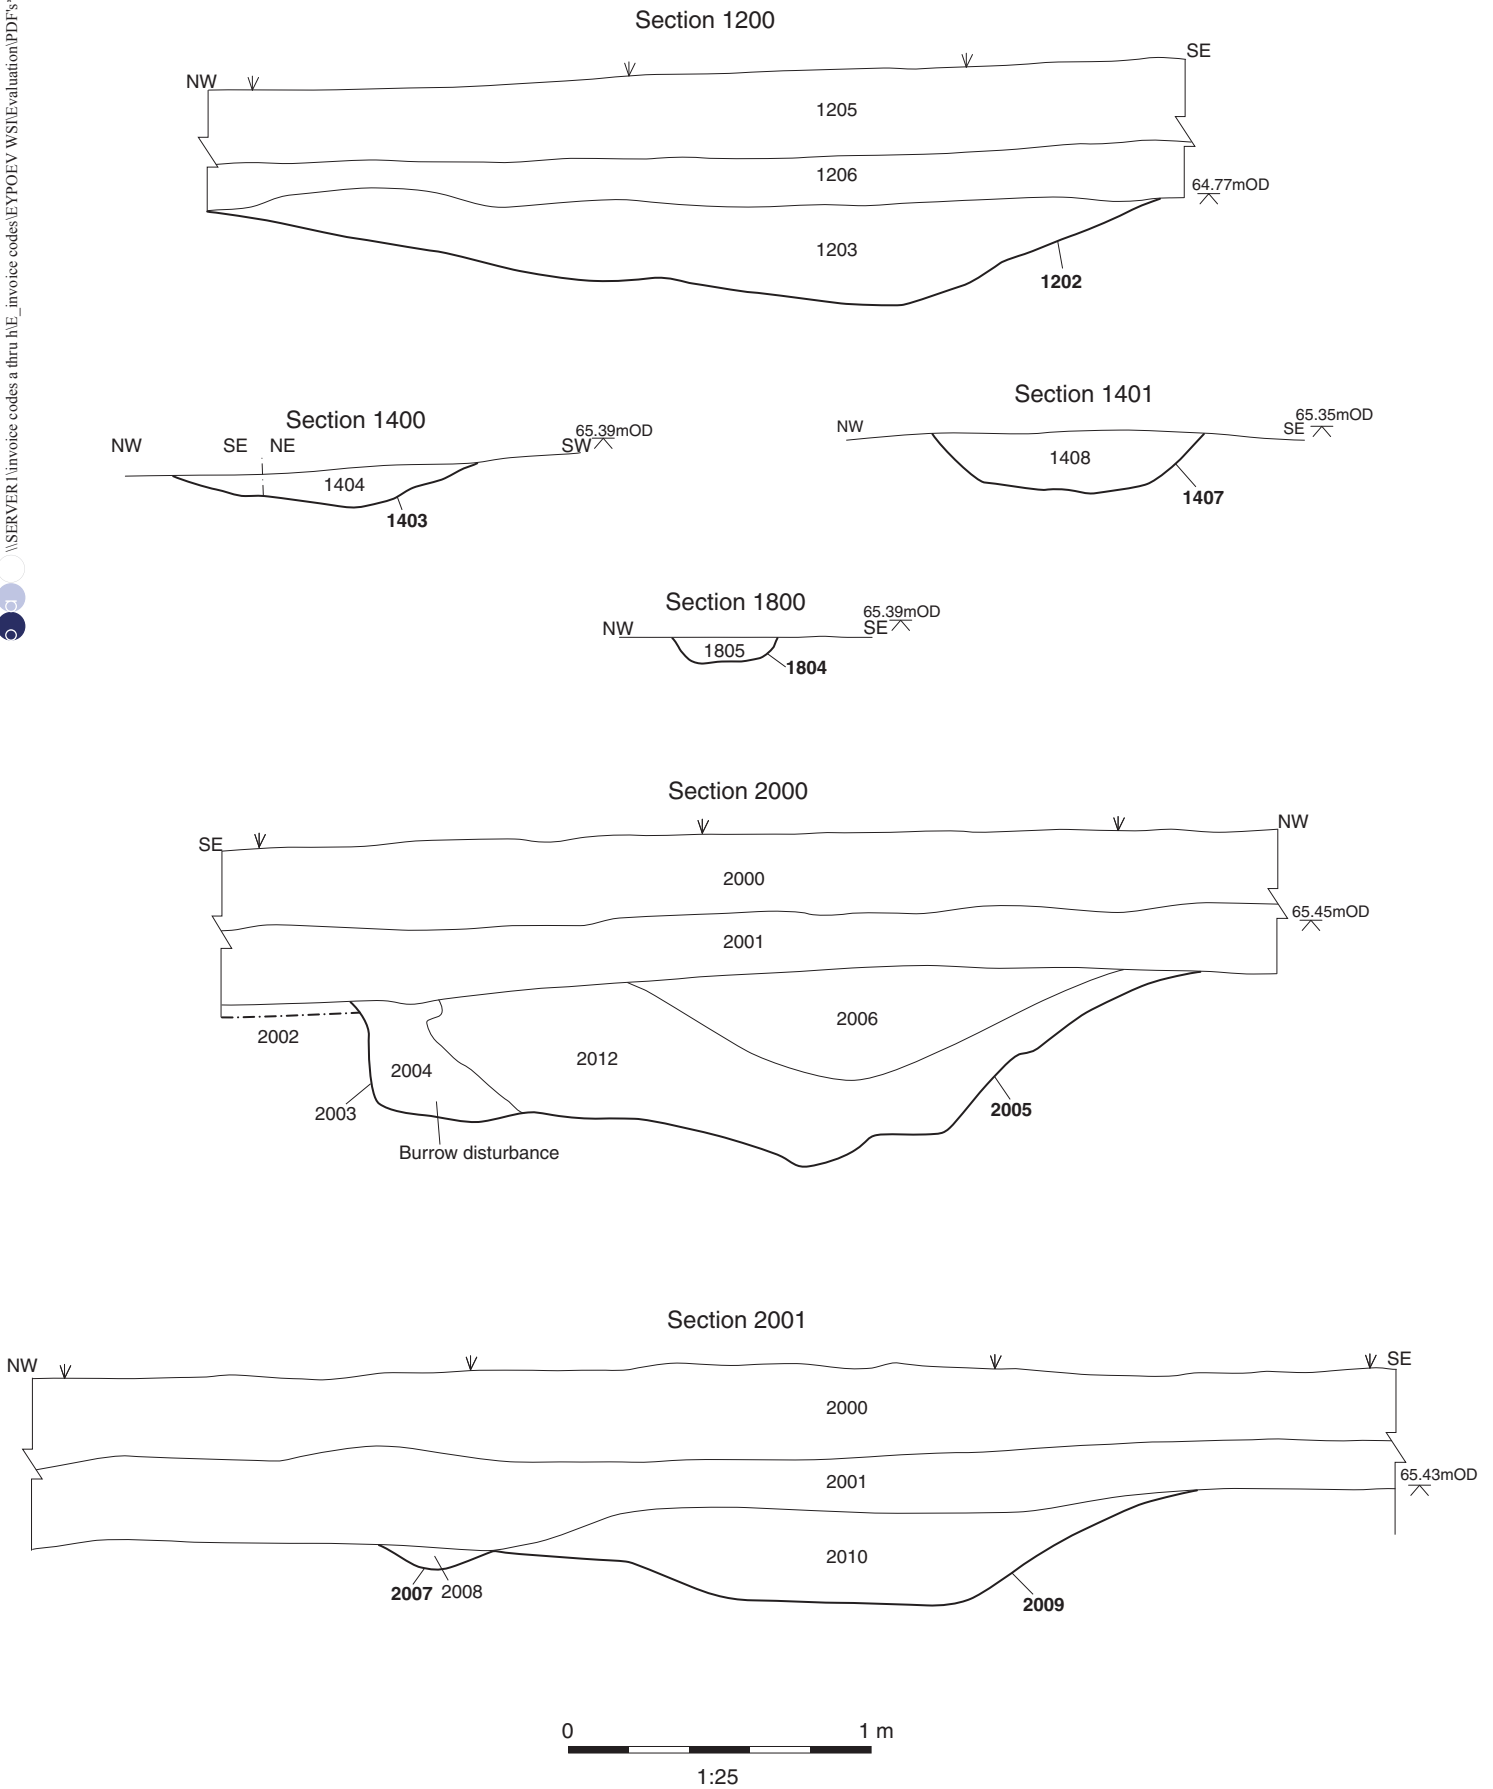 \\SERVER1\invoice codes a thru h\E_invoice codes\EYPOEV WSI\Evaluation\PDF's
Section 1200
NW
SE
1205
1206
64.77mOD
1203
1202
Section 1400
NW
SE
NE
SW
65.39mOD
1404
1403
Section 1401
NW
SE
65.35mOD
1408
1407
Section 1800
NW
SE
65.39mOD
1805
1804
Section 2000
SE
NW
2000
65.45mOD
2001
2006
2002
2012
2004
2003
2005
Burrow disturbance
Section 2001
NW
SE
2000
2001
65.43mOD
2010
2007
2008
2009
0
1 m
1:25